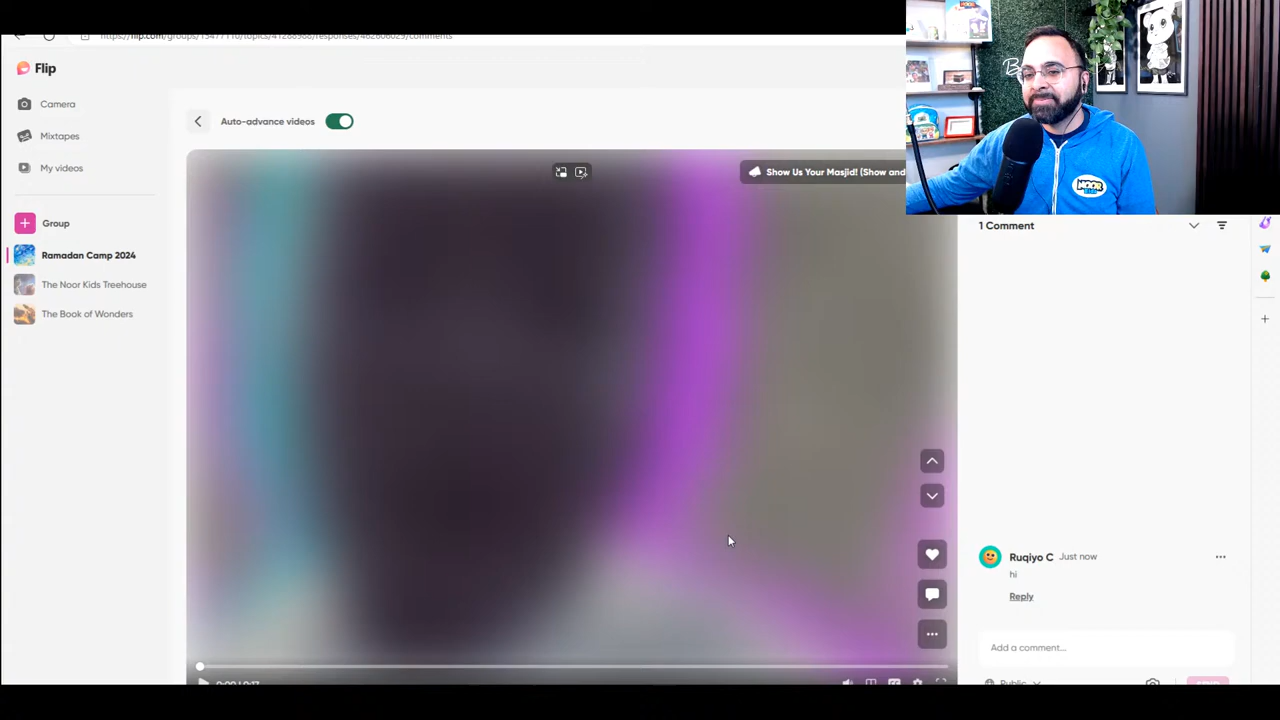 Flip
Camera
Mixtapes
My videos
Group
Ramadan Camp 2024
The Noor Kids Treehouse
The Book of Wonders
Auto-advance videos
Show Us Your Masjid! (Show and
NOOR
1 Comment
Ruqiyo C Just now
hi
Reply
Add a comment...
Public